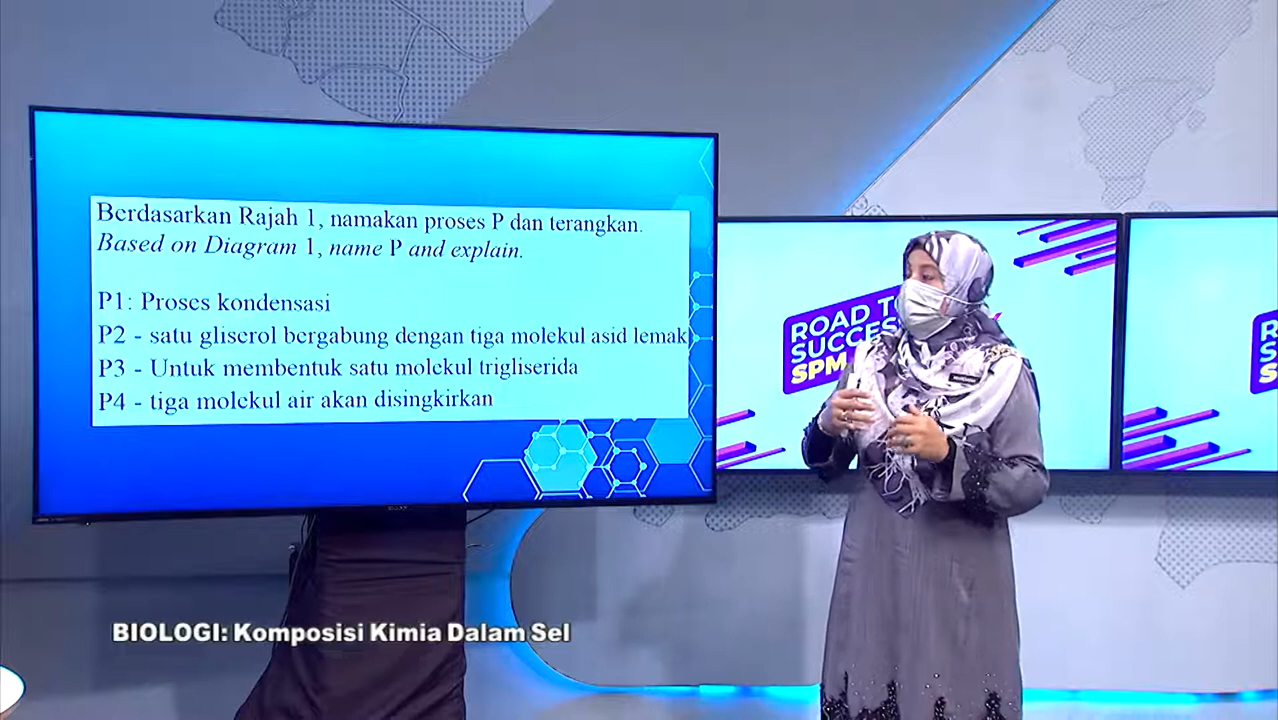 Berdasarkan Rajah 1, namakan proses P dan terangkan.
Based on Diagram 1, name P and explain.
P1: Proses kondensasi
P2 - satu gliserol bergabung dengan tiga molekul asid lemak
P3 - Untuk membentuk satu molekul trigliserida
P4 - tiga molekul air akan disingkirkan
ROAD TO
SUCCES
SPM
R
S
S
BIOLOGI: Komposisi Kimia Dalam Sel